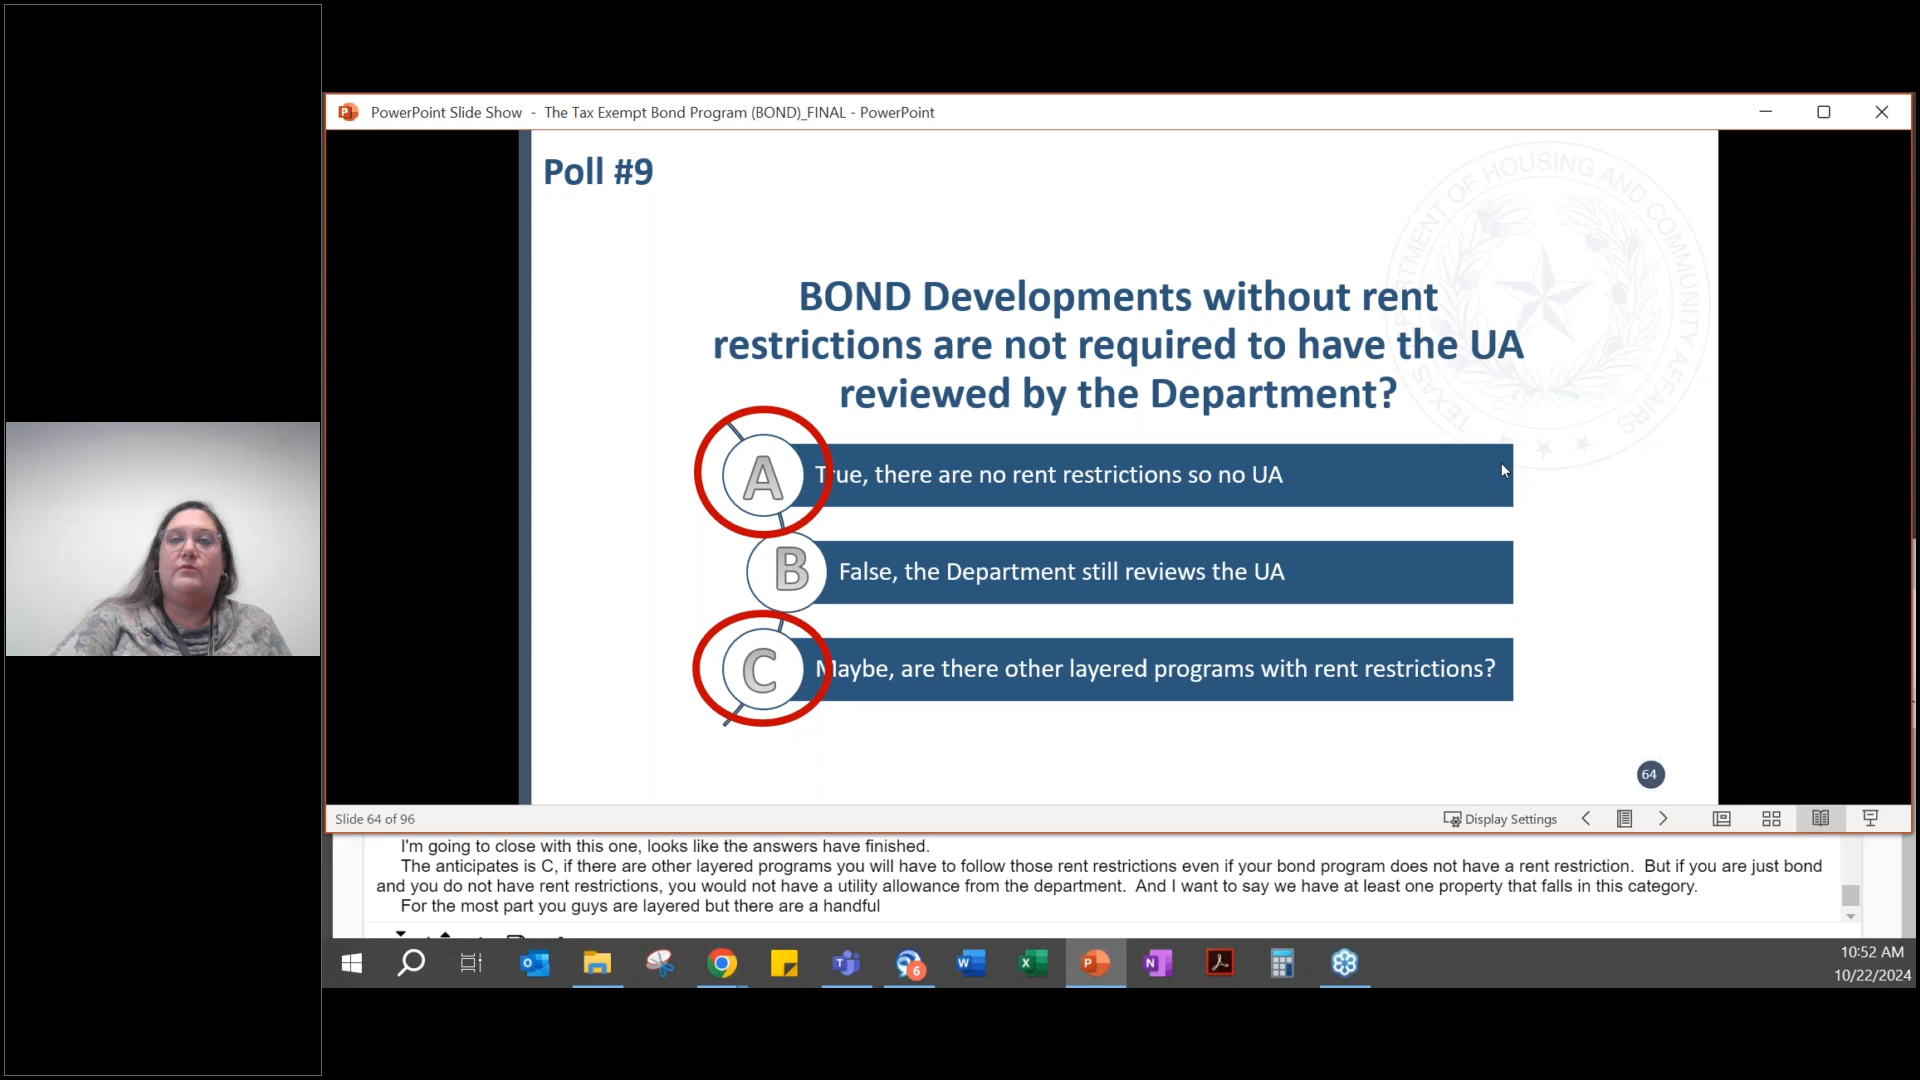 PowerPoint Slide Show - The Tax Exempt Bond Program (BOND)_FINAL - PowerPoint
Poll #9
TEXAS DEPARTMENT OF HOUSING AND COMMUNITY AFFAIRS
BOND Developments without rent
restrictions are not required to have the UA
reviewed by the Department?
A
True, there are no rent restrictions so no UA
B
False, the Department still reviews the UA
C
Maybe, are there other layered programs with rent restrictions?
64
Slide 64 of 96
Display Settings
I'm going to close with this one, looks like the answers have finished.
The anticipates is C, if there are other layered programs you will have to follow those rent restrictions even if your bond program does not have a rent restriction. But if you are just bond
and you do not have rent restrictions, you would not have a utility allowance from the department. And I want to say we have at least one property that falls in this category.
For the most part you guys are layered but there are a handful
6
10:52 AM
10/22/2024